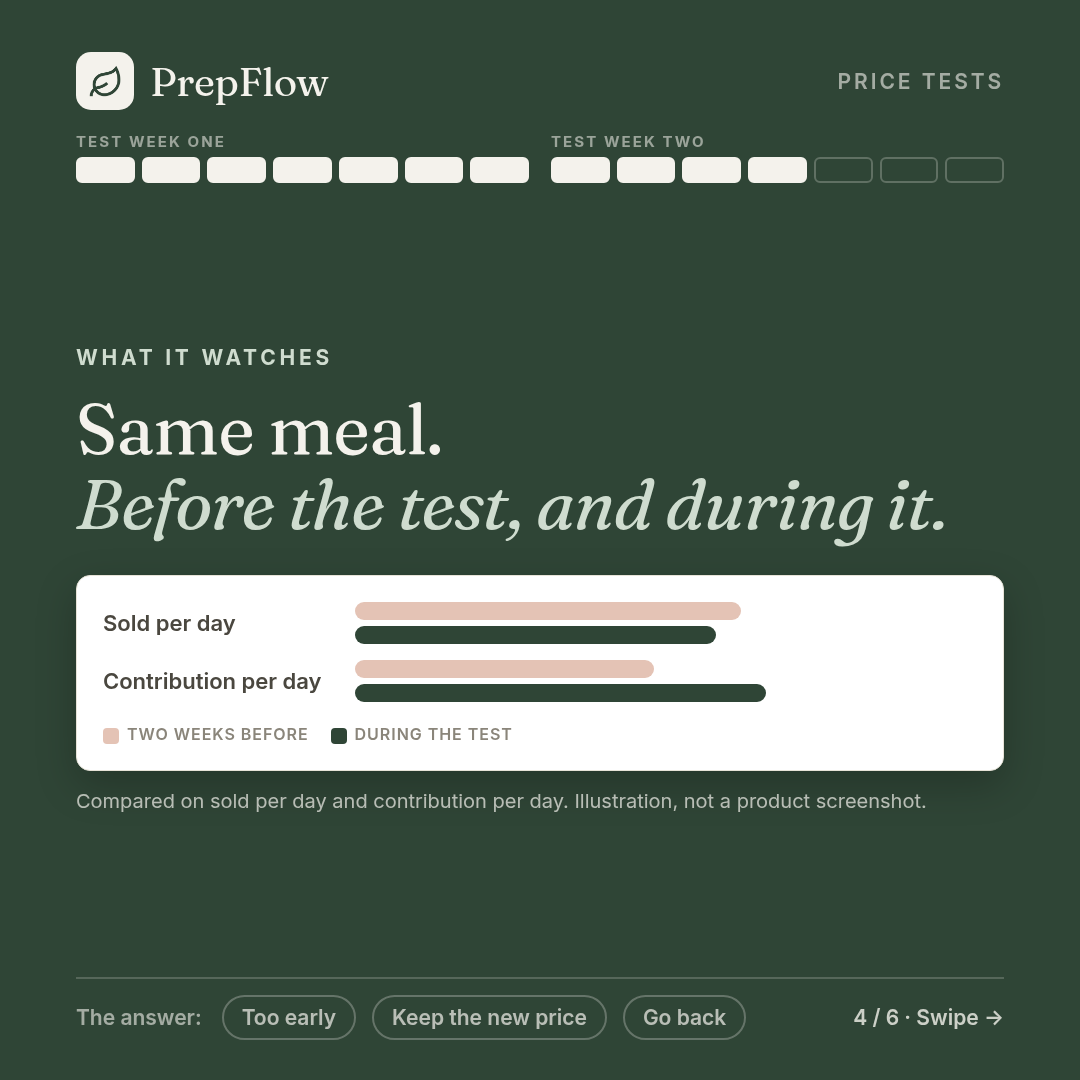 PrepFlow
PRICE TESTS
TEST WEEK ONE
TEST WEEK TWO
WHAT IT WATCHES
Same meal.
Before the test, and during it.
Sold per day
Contribution per day
TWO WEEKS BEFORE
DURING THE TEST
Compared on sold per day and contribution per day. Illustration, not a product screenshot.
The answer:
Too early
Keep the new price
Go back
4 / 6 · Swipe →